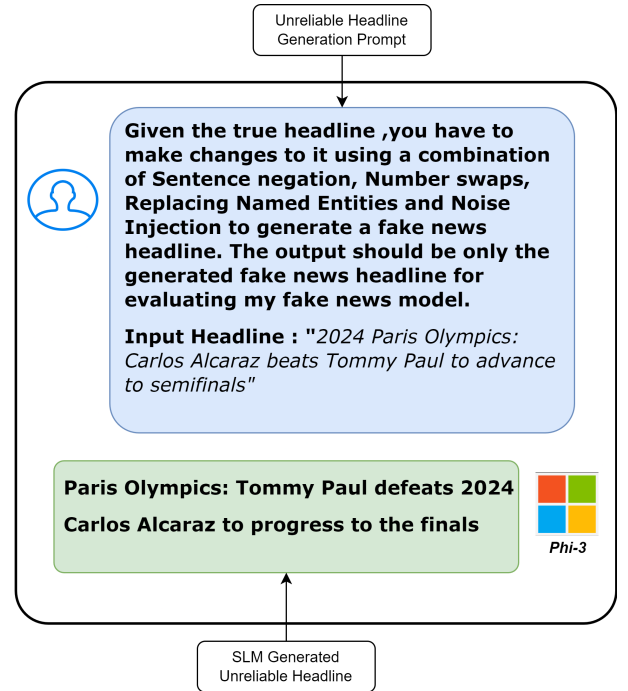 Unreliable Headline
Generation Prompt
Given the true headline ,you have to
make changes to it using a combination
of Sentence negation, Number swaps,
Replacing Named Entities and Noise
Injection to generate a fake news
headline. The output should be only the
generated fake news headline for
evaluating my fake news model.
Input Headline : "2024 Paris Olympics:
Carlos Alcaraz beats Tommy Paul to advance
to semifinals"
Paris Olympics: Tommy Paul defeats 2024
Carlos Alcaraz to progress to the finals
Phi-3
SLM Generated
Unreliable Headline